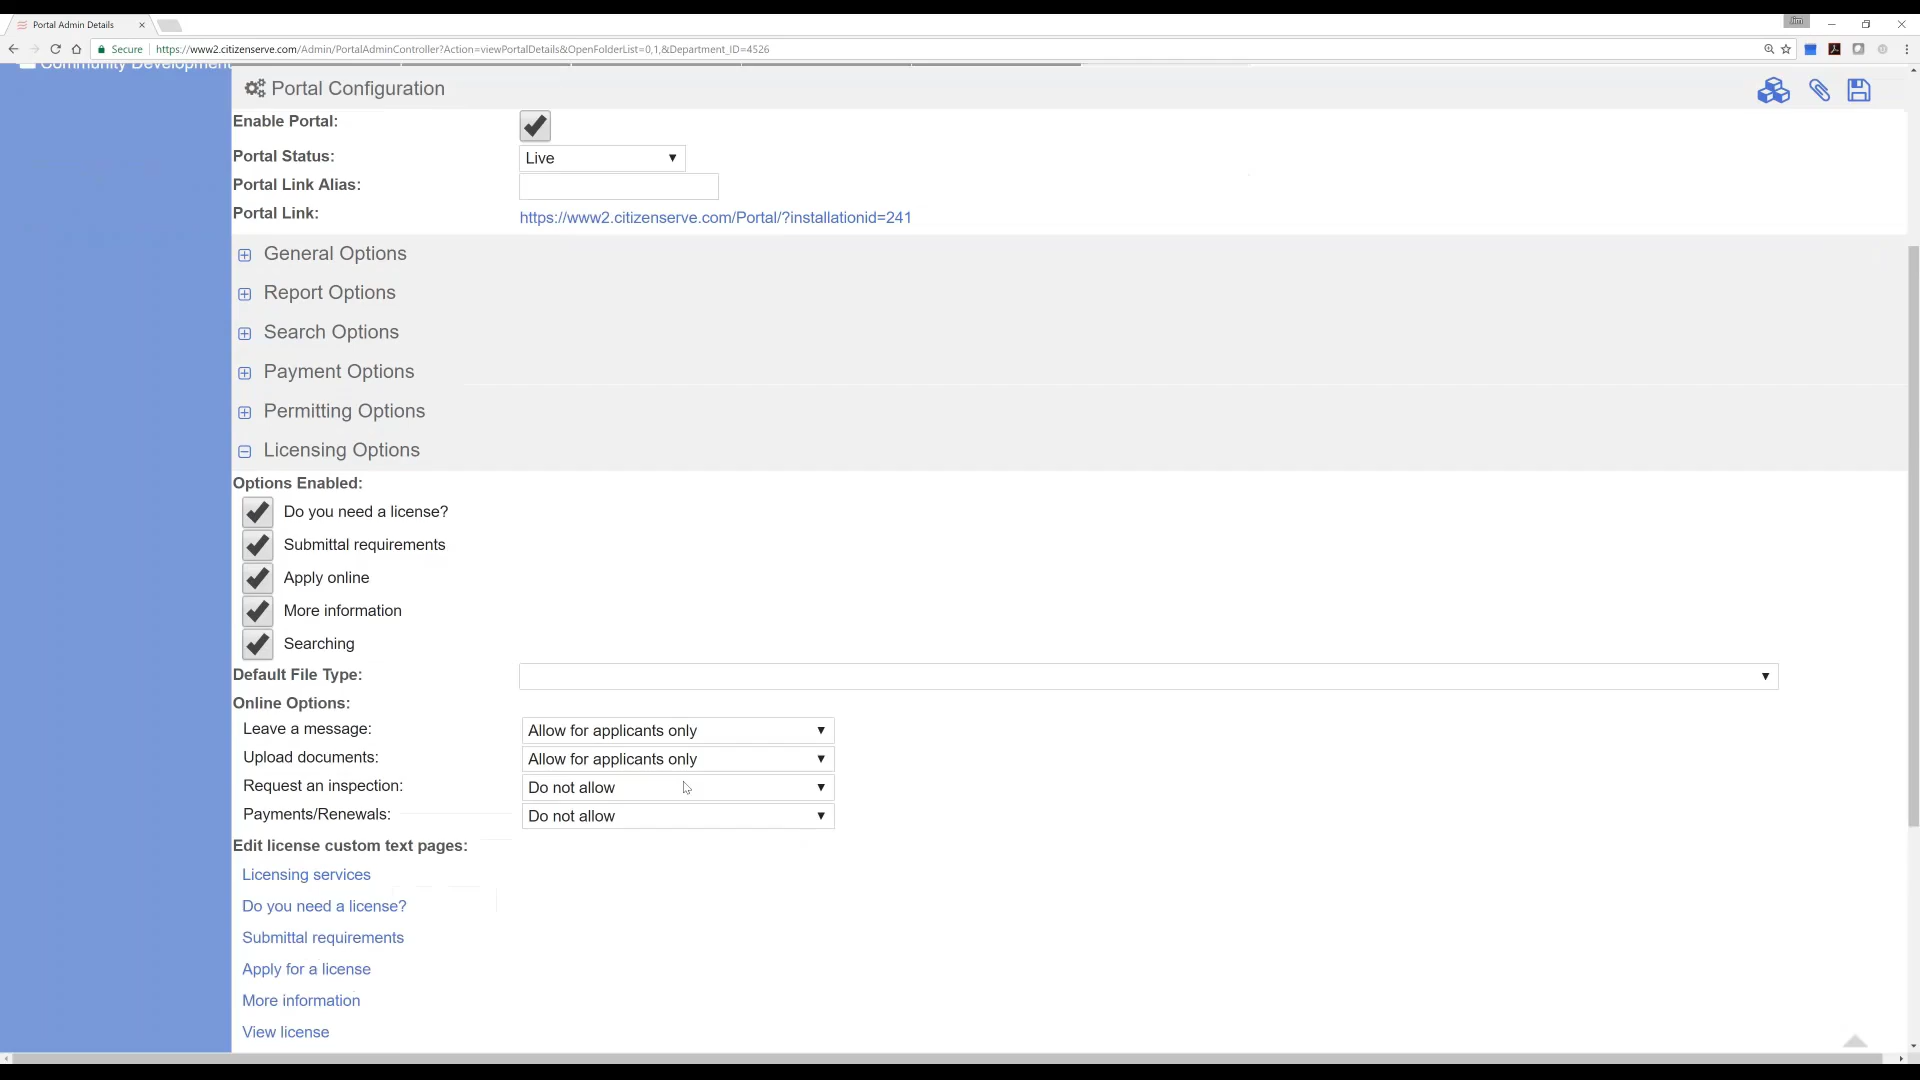 Portal Admin Details
Jim
Secure
https://www2.citizenserve.com/Admin/PortalAdminController?Action=viewPortalDetails&OpenFolderList=0,1,&Department_ID=4526
Community Development
Portal Configuration
Enable Portal:
Portal Status: Live
Portal Link Alias:
Portal Link: https://www2.citizenserve.com/Portal/?installationid=241
General Options
Report Options
Search Options
Payment Options
Permitting Options
Licensing Options
Options Enabled:
Do you need a license?
Submittal requirements
Apply online
More information
Searching
Default File Type:
Online Options:
Leave a message: Allow for applicants only
Upload documents: Allow for applicants only
Request an inspection: Do not allow
Payments/Renewals: Do not allow
Edit license custom text pages:
Licensing services
Do you need a license?
Submittal requirements
Apply for a license
More information
View license